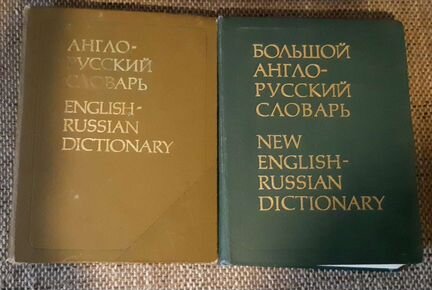 АНГЛО-
РУССКИЙ
СЛОВАРЬ
ENGLISH-
RUSSIAN
DICTIONARY
БОЛЬШОЙ
АНГЛО-
РУССКИЙ
СЛОВАРЬ
NEW
ENGLISH-
RUSSIAN
DICTIONARY